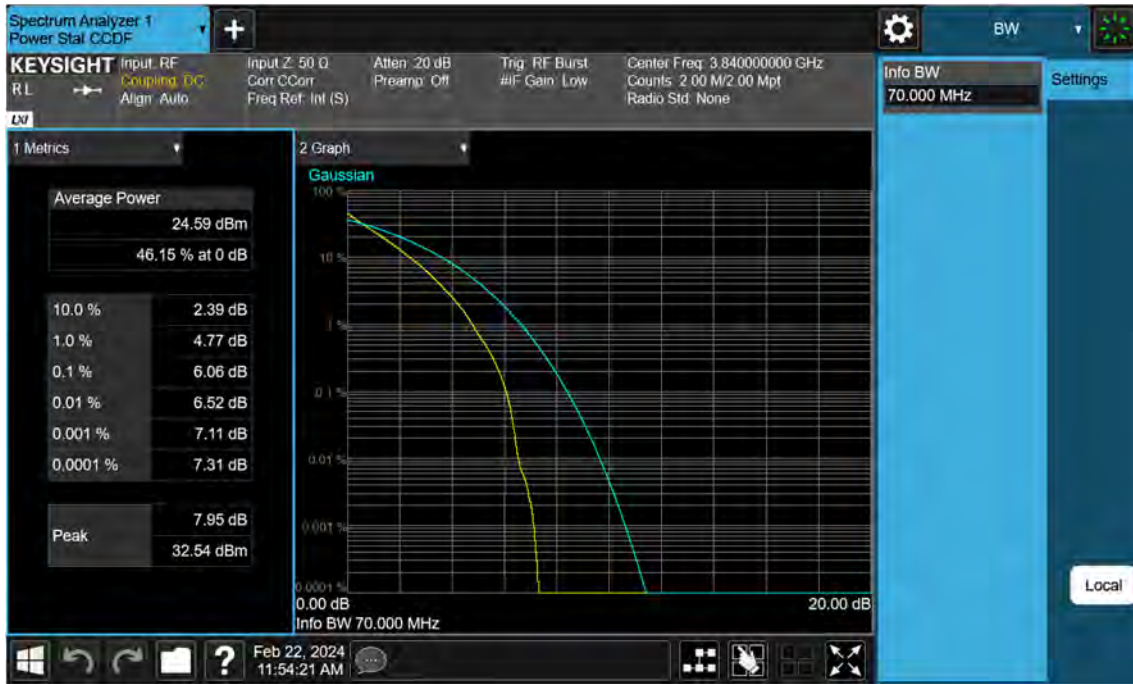 Spectrum Analyzer 1
Power Stat CCDF
+
BW
KEYSIGHT
RL
LXI
Input: RF
Coupling: DC
Align: Auto
Input Z: 50 Ω
Corr CCorr
Freq Ref: Int (S)
Atten: 20 dB
Preamp: Off
Trig: RF Burst
#IF Gain: Low
Center Freq: 3.840000000 GHz
Counts: 2.00 M/2.00 Mpt
Radio Std: None
Info BW
70.000 MHz
Settings
1 Metrics
Average Power
24.59 dBm
46.15 % at 0 dB
10.0 % 2.39 dB
1.0 % 4.77 dB
0.1 % 6.06 dB
0.01 % 6.52 dB
0.001 % 7.11 dB
0.0001 % 7.31 dB
Peak
7.95 dB
32.54 dBm
2 Graph
Gaussian
100 %
10 %
1 %
0.1 %
0.01 %
0.001 %
0.0001 %
0.00 dB 20.00 dB
Info BW 70.000 MHz
Local
?
Feb 22, 2024
11:54:21 AM